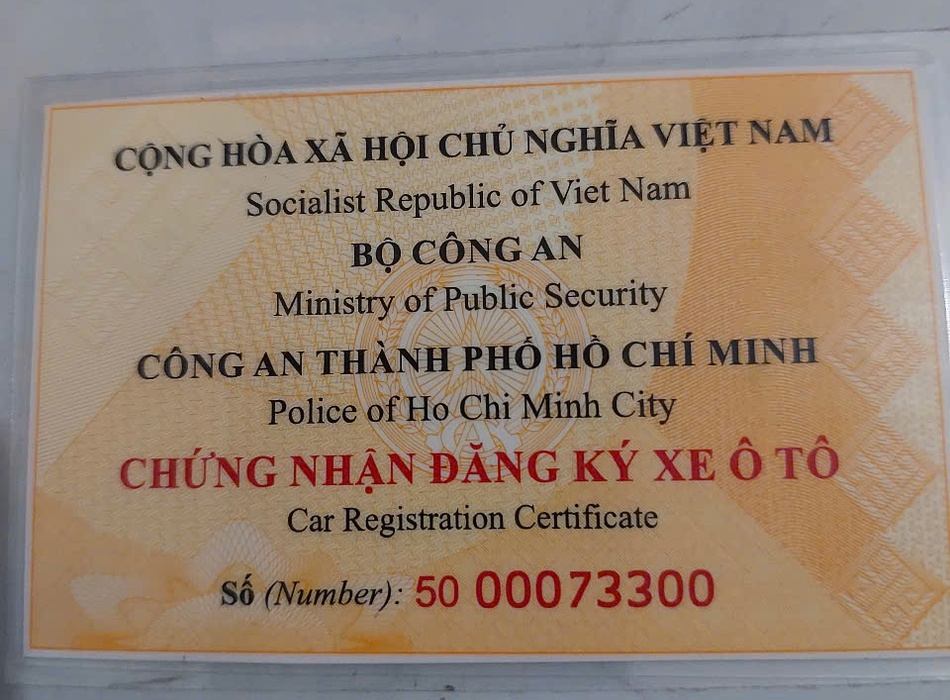 CỘNG HÒA XÃ HỘI CHỦ NGHĨA VIỆT NAM
Socialist Republic of Viet Nam
BỘ CÔNG AN
Ministry of Public Security
CÔNG AN THÀNH PHỐ HỒ CHÍ MINH
Police of Ho Chi Minh City
CHỨNG NHẬN ĐĂNG KÝ XE Ô TÔ
Car Registration Certificate
Số (Number): 50 00073300